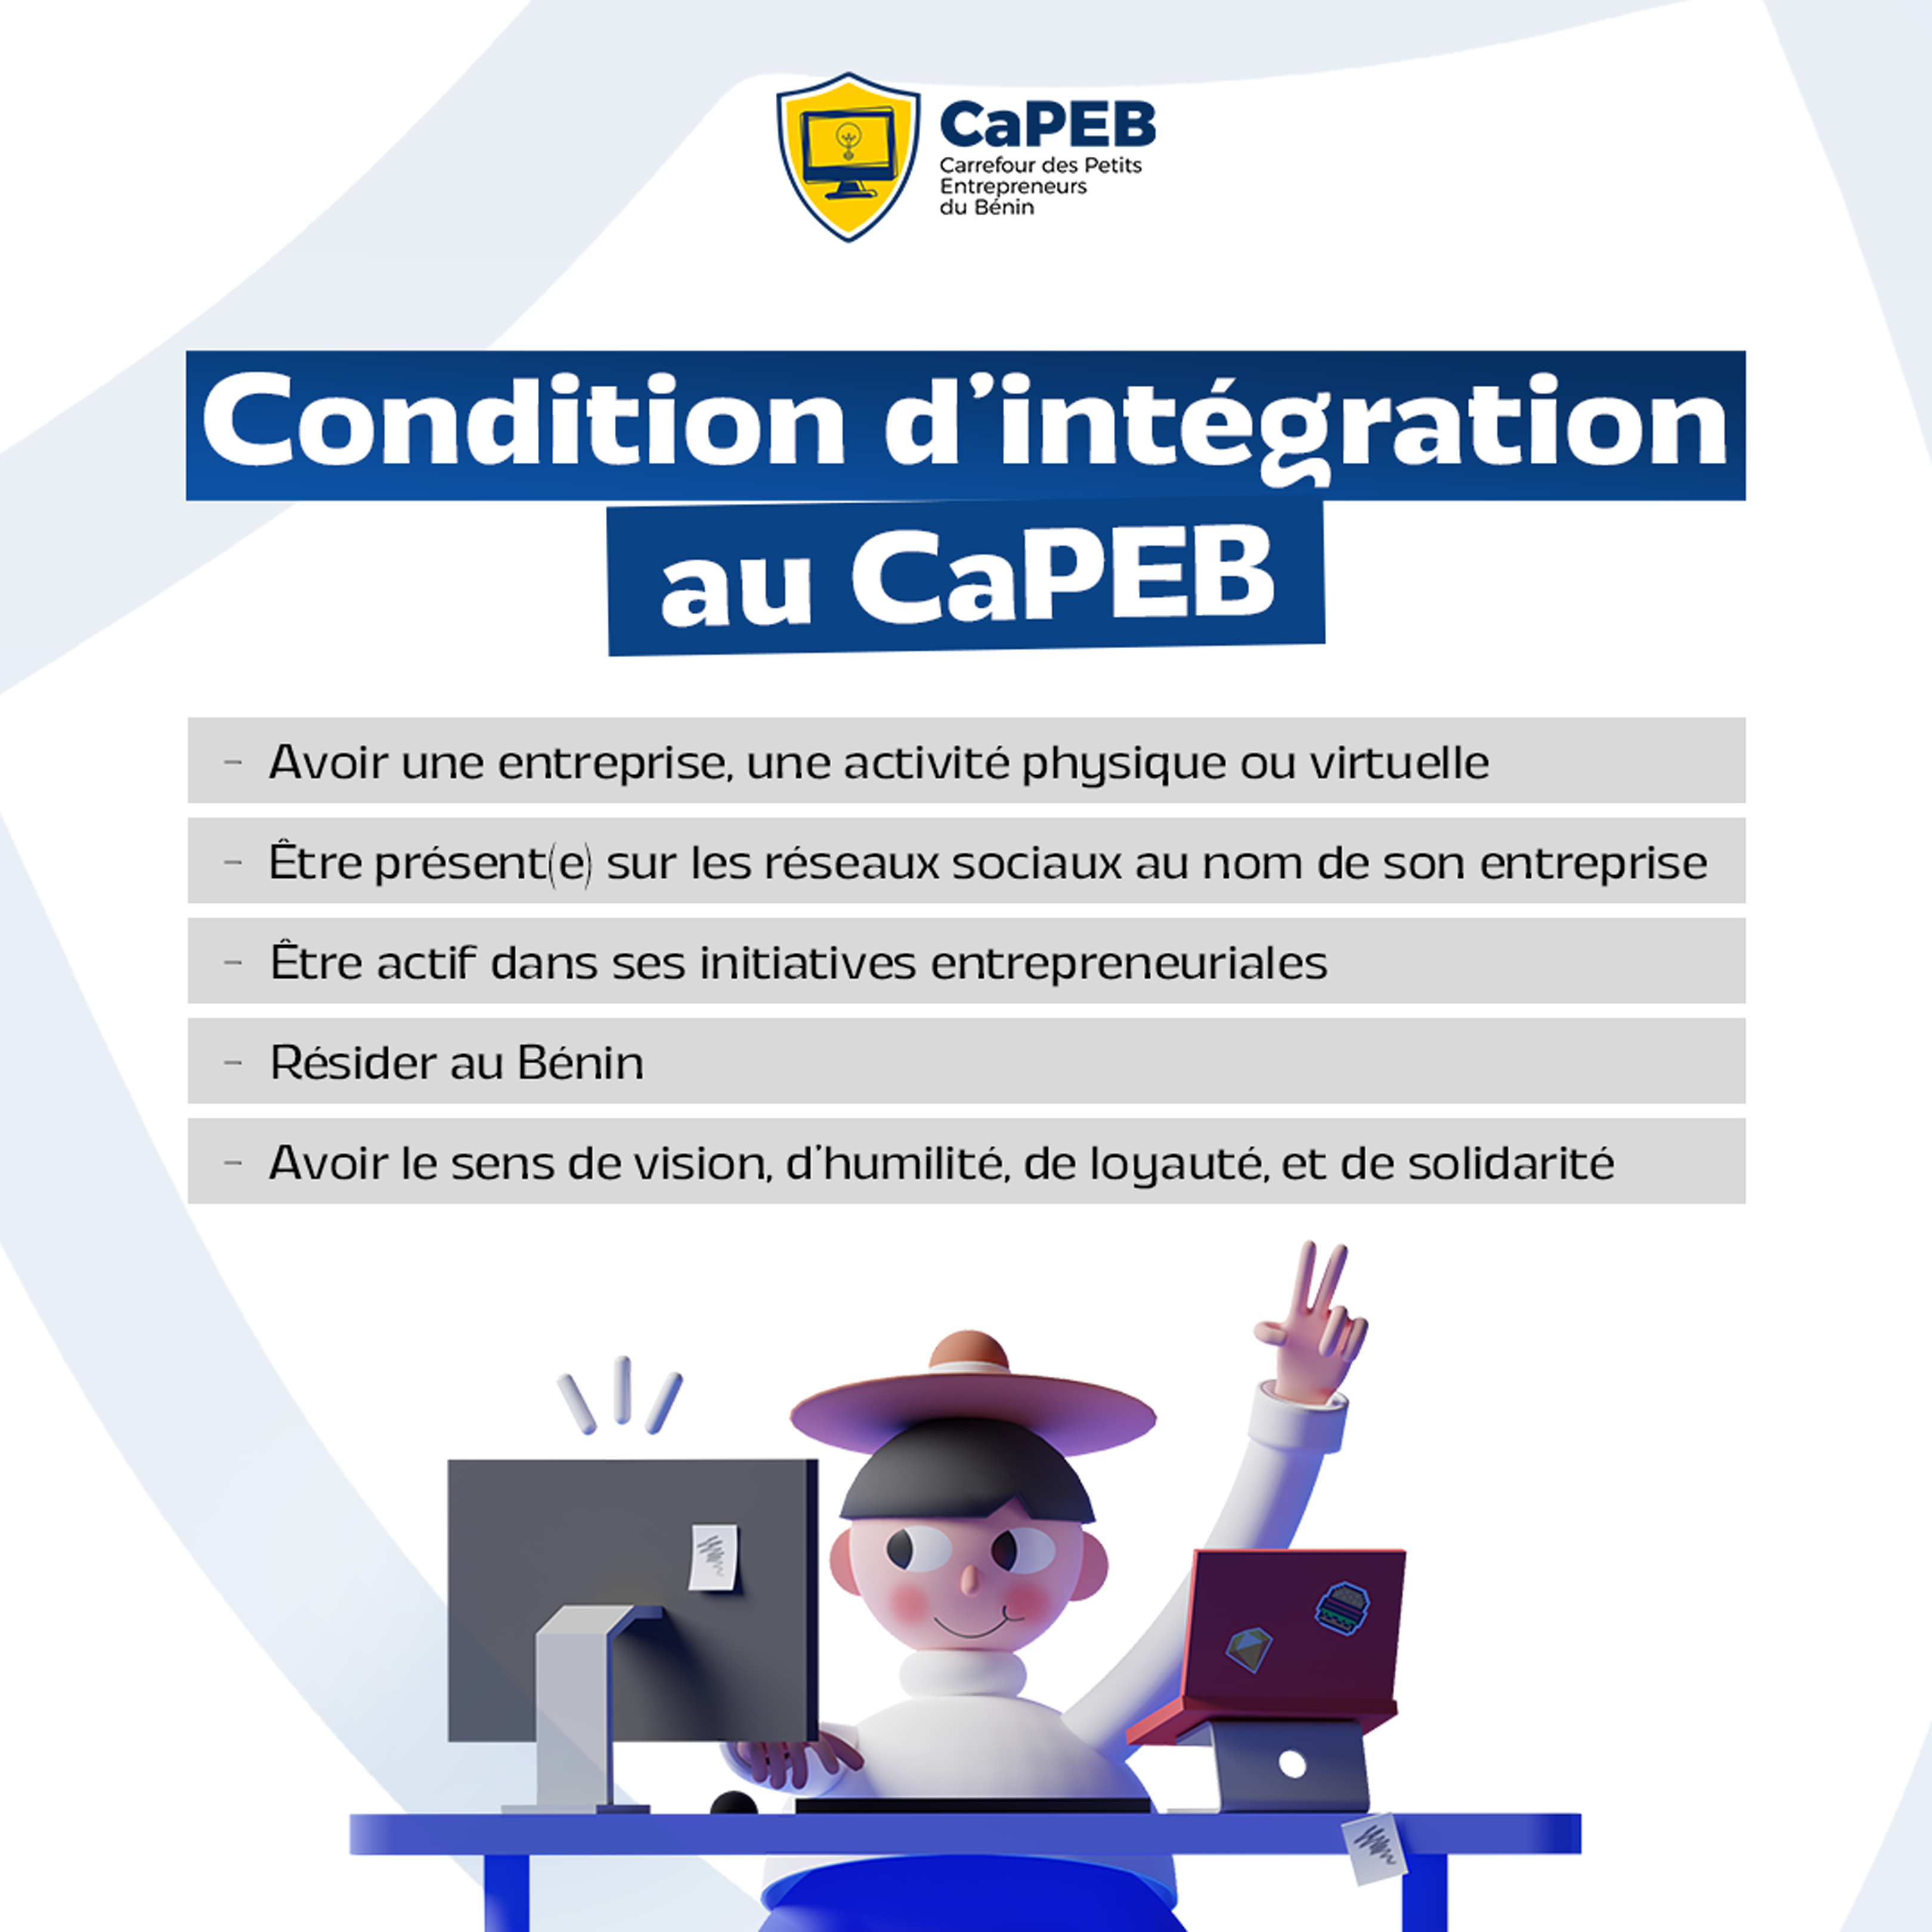 CaPEB
Carrefour des Petits
Entrepreneurs
du Bénin
Condition d’intégration
au CaPEB
- Avoir une entreprise, une activité physique ou virtuelle
- Être présent(e) sur les réseaux sociaux au nom de son entreprise
- Être actif dans ses initiatives entrepreneuriales
- Résider au Bénin
- Avoir le sens de vision, d’humilité, de loyauté, et de solidarité